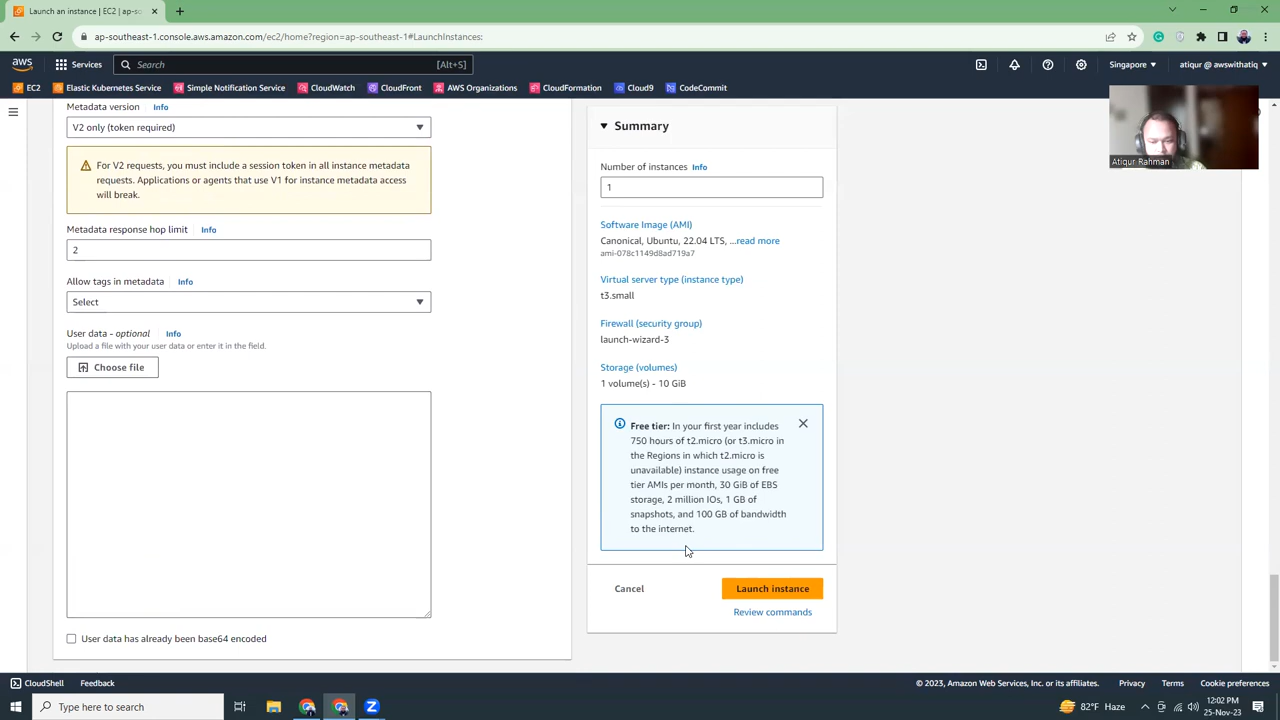 Launch an instance | EC2 | ap-s
ap-southeast-1.console.aws.amazon.com/ec2/home?region=ap-southeast-1#LaunchInstances:
aws
Services
Search
[Alt+S]
Singapore
atiqur @ awswithatiq
EC2
Elastic Kubernetes Service
Simple Notification Service
CloudWatch
CloudFront
AWS Organizations
CloudFormation
Cloud9
CodeCommit
Metadata version Info
V2 only (token required)
For V2 requests, you must include a session token in all instance metadata
requests. Applications or agents that use V1 for instance metadata access
will break.
Metadata response hop limit Info
2
Allow tags in metadata Info
Select
User data - optional Info
Upload a file with your user data or enter it in the field.
Choose file
User data has already been base64 encoded
Summary
Number of instances Info
1
Software Image (AMI)
Canonical, Ubuntu, 22.04 LTS, ...read more
ami-078c1149d8ad719a7
Virtual server type (instance type)
t3.small
Firewall (security group)
launch-wizard-3
Storage (volumes)
1 volume(s) - 10 GiB
Free tier: In your first year includes
750 hours of t2.micro (or t3.micro in
the Regions in which t2.micro is
unavailable) instance usage on free
tier AMIs per month, 30 GiB of EBS
storage, 2 million IOs, 1 GB of
snapshots, and 100 GB of bandwidth
to the internet.
Cancel
Launch instance
Review commands
Atiqur Rahman
CloudShell
Feedback
© 2023, Amazon Web Services, Inc. or its affiliates.
Privacy
Terms
Cookie preferences
Type here to search
82°F Haze
12:02 PM
25-Nov-23